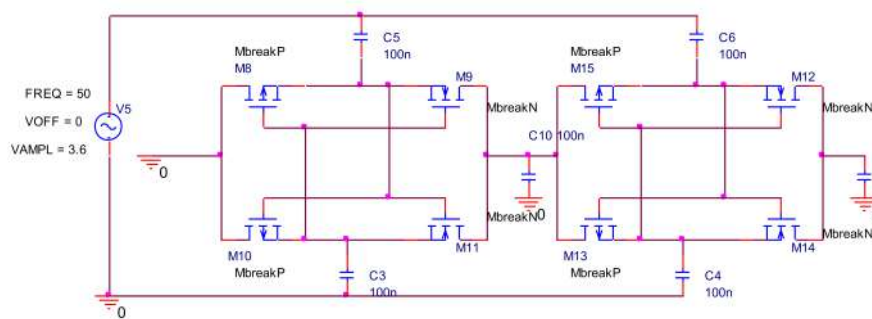 C5
100n
C6
100n
MbreakP
M8
M9
MbreakP
M15
M12
FREQ = 50
V5
VOFF = 0
VAMPL = 3.6
MbreakN
MbreakN
C10 100n
0
0
MbreakN
MbreakN
M10
MbreakP
M11
M13
MbreakP
M14
C3
100n
C4
100n
0